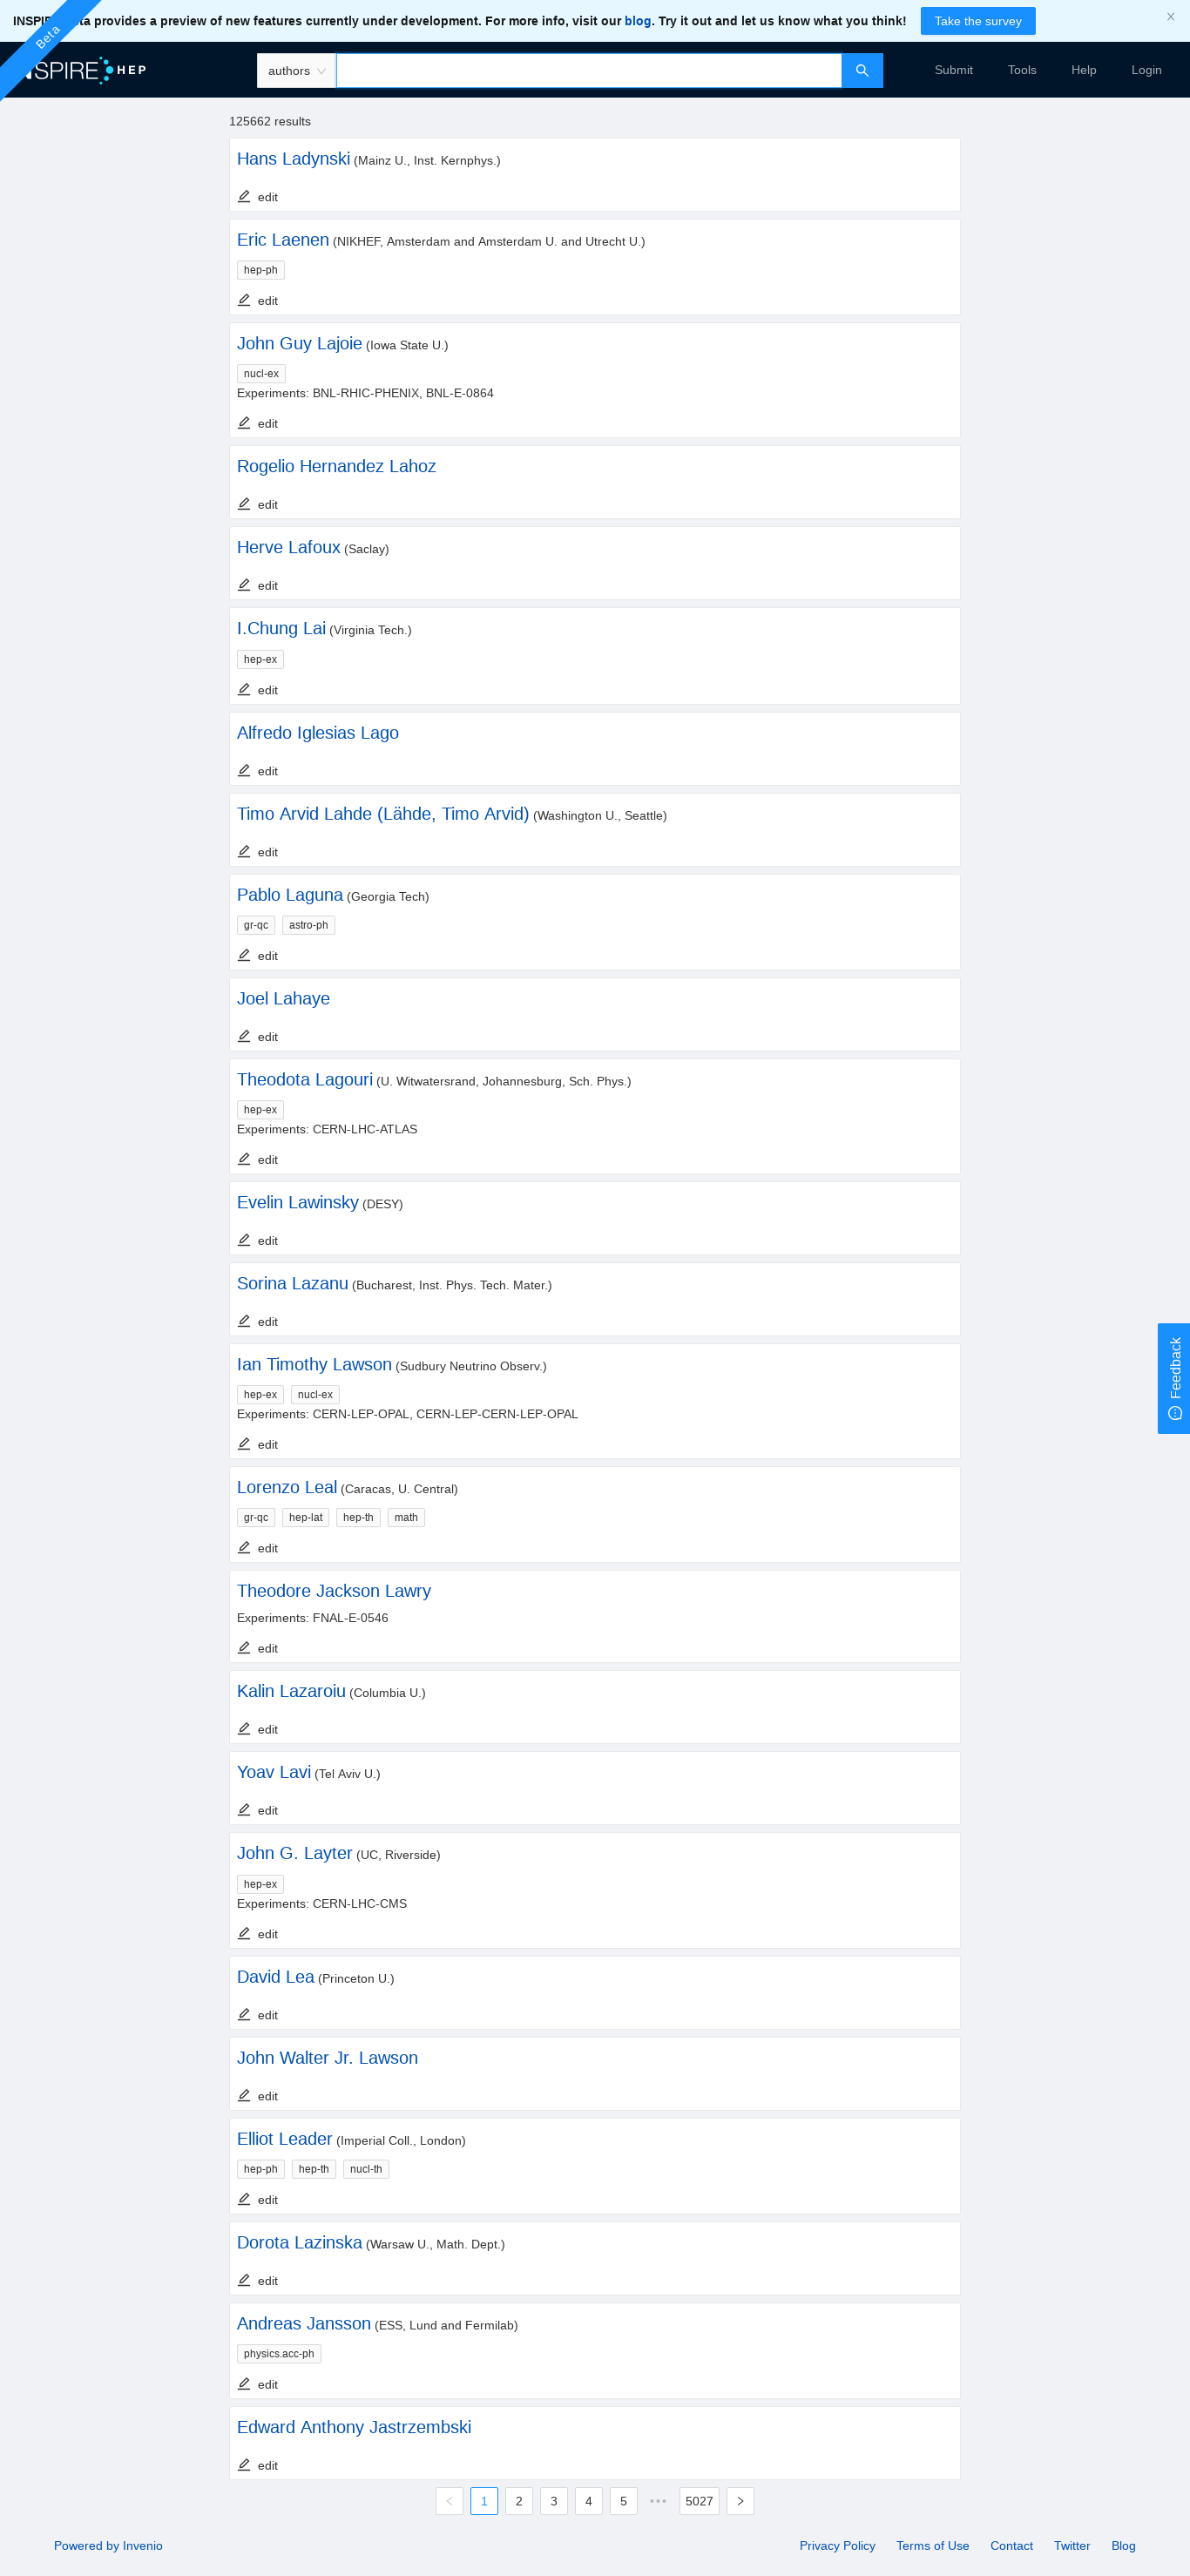 INSPIRE beta provides a preview of new features currently under development. For more info, visit our blog. Try it out and let us know what you think!
Take the survey
Beta
INSPIRE HEP
authors
Submit
Tools
Help
Login
125662 results
Hans Ladynski (Mainz U., Inst. Kernphys.)
edit
Eric Laenen (NIKHEF, Amsterdam and Amsterdam U. and Utrecht U.)
hep-ph
edit
John Guy Lajoie (Iowa State U.)
nucl-ex
Experiments: BNL-RHIC-PHENIX, BNL-E-0864
edit
Rogelio Hernandez Lahoz
edit
Herve Lafoux (Saclay)
edit
I.Chung Lai (Virginia Tech.)
hep-ex
edit
Alfredo Iglesias Lago
edit
Timo Arvid Lahde (Lähde, Timo Arvid) (Washington U., Seattle)
edit
Pablo Laguna (Georgia Tech)
gr-qc astro-ph
edit
Joel Lahaye
edit
Theodota Lagouri (U. Witwatersrand, Johannesburg, Sch. Phys.)
hep-ex
Experiments: CERN-LHC-ATLAS
edit
Evelin Lawinsky (DESY)
edit
Sorina Lazanu (Bucharest, Inst. Phys. Tech. Mater.)
edit
Ian Timothy Lawson (Sudbury Neutrino Observ.)
hep-ex nucl-ex
Experiments: CERN-LEP-OPAL, CERN-LEP-CERN-LEP-OPAL
edit
Feedback
Lorenzo Leal (Caracas, U. Central)
gr-qc hep-lat hep-th math
edit
Theodore Jackson Lawry
Experiments: FNAL-E-0546
edit
Kalin Lazaroiu (Columbia U.)
edit
Yoav Lavi (Tel Aviv U.)
edit
John G. Layter (UC, Riverside)
hep-ex
Experiments: CERN-LHC-CMS
edit
David Lea (Princeton U.)
edit
John Walter Jr. Lawson
edit
Elliot Leader (Imperial Coll., London)
hep-ph hep-th nucl-th
edit
Dorota Lazinska (Warsaw U., Math. Dept.)
edit
Andreas Jansson (ESS, Lund and Fermilab)
physics.acc-ph
edit
Edward Anthony Jastrzembski
edit
1 2 3 4 5 ••• 5027
Powered by Invenio
Privacy Policy
Terms of Use
Contact
Twitter
Blog